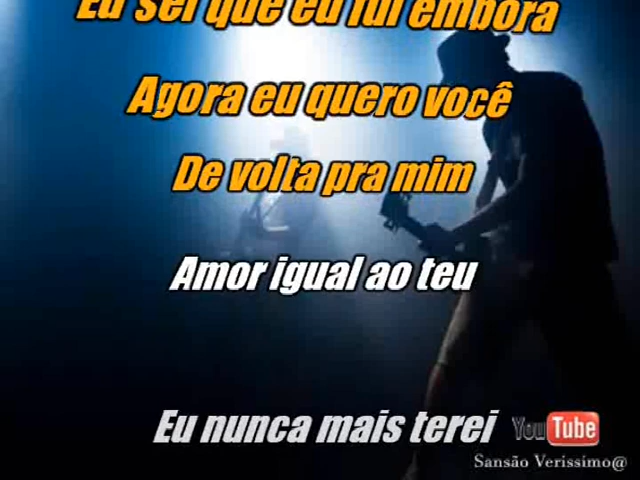 Eu sei que eu fui embora
Agora eu quero você
De volta pra mim
Amor igual ao teu
Eu nunca mais terei
YouTube
Sansão Verissimo@